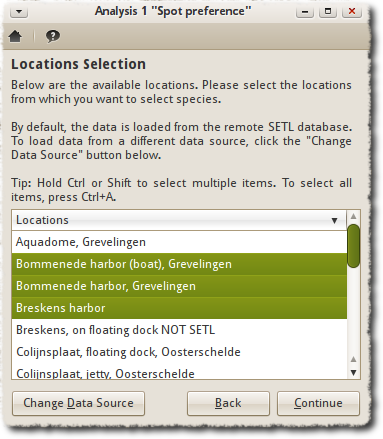 Analysis 1 "Spot preference"
Locations Selection
Below are the available locations. Please select the locations
from which you want to select species.
By default, the data is loaded from the remote SETL database.
To load data from a different data source, click the "Change
Data Source" button below.
Tip: Hold Ctrl or Shift to select multiple items. To select all
items, press Ctrl+A.
Locations
Aquadome, Grevelingen
Bommenede harbor (boat), Grevelingen
Bommenede harbor, Grevelingen
Breskens harbor
Breskens, on floating dock NOT SETL
Colijnsplaat, floating dock, Oosterschelde
Colijnsplaat, jetty, Oosterschelde
Change Data Source Back Continue